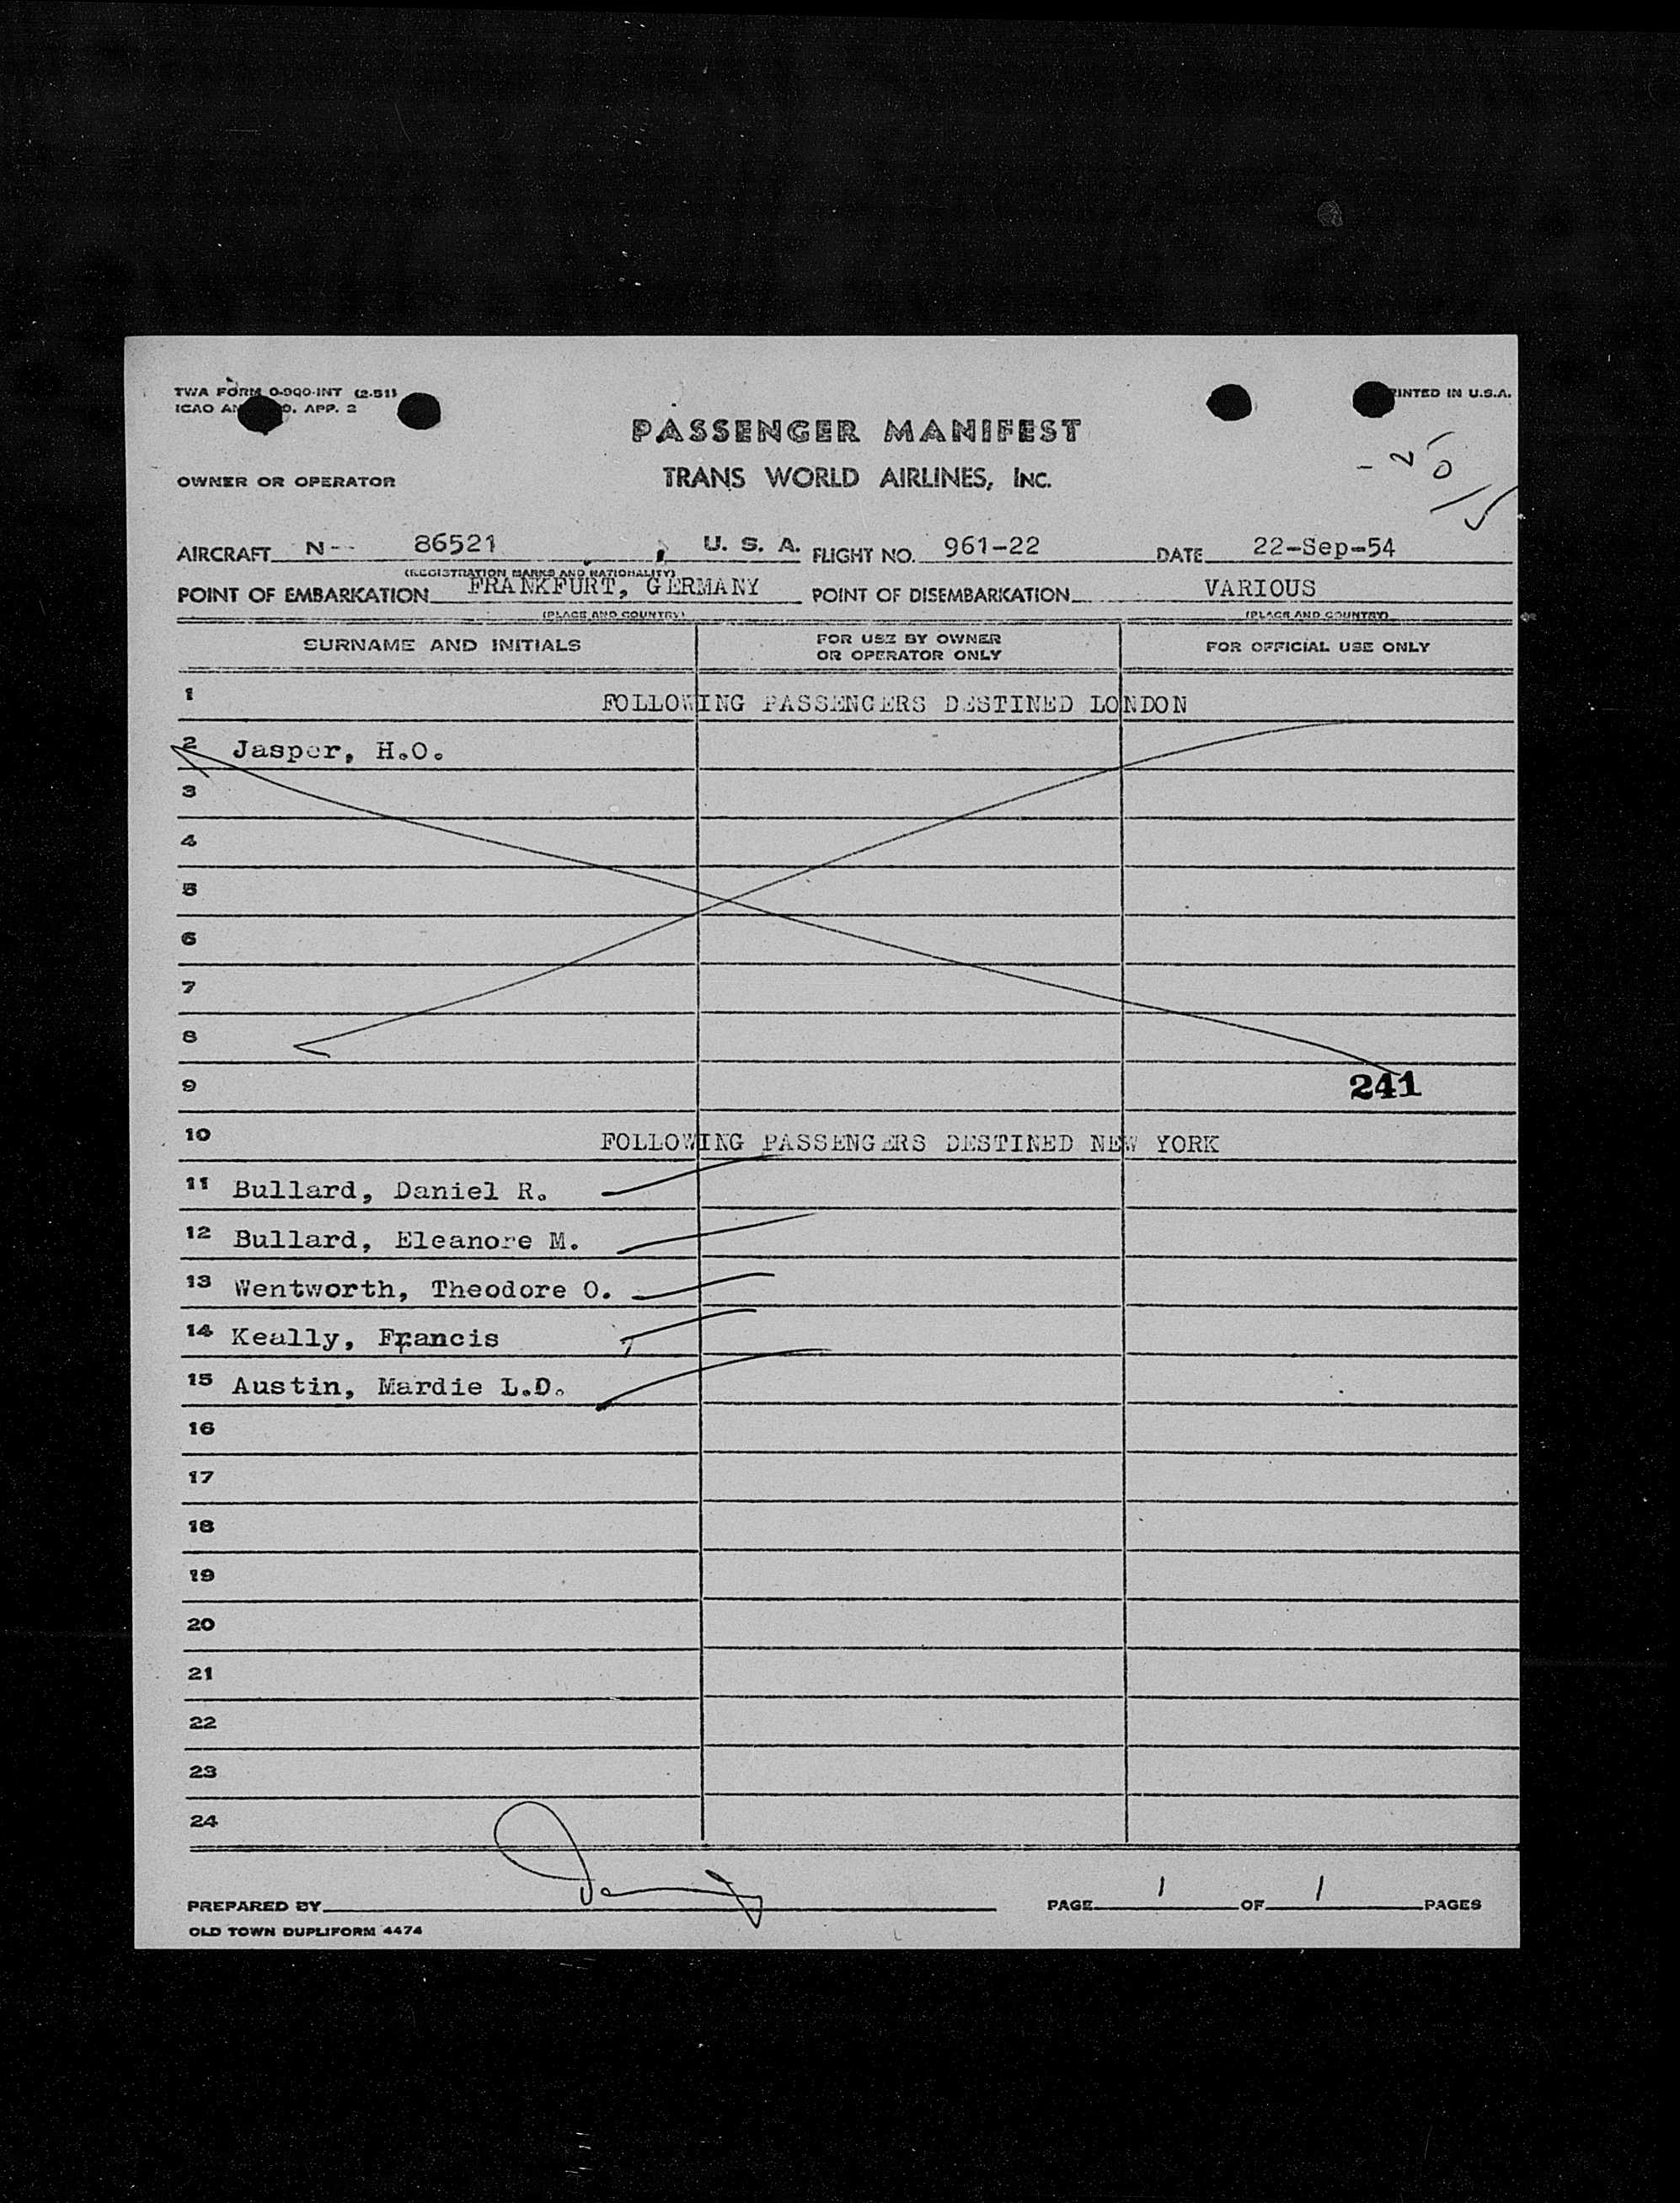 TWA FORM O-990-INT (2-51) PRINTED IN U.S.A.
ICAO O. APP. 2
PASSENGER MANIFEST
OWNER OR OPERATOR TRANS WORLD AIRLINES, INC.
AIRCRAFT N-- 86521, U. S. A. FLIGHT NO. 961-22 DATE 22-Sep-54
(REGISTRATION MARKS AND NATIONALITY)
POINT OF EMBARKATION FRANKFURT, GERMANY POINT OF DISEMBARKATION VARIOUS
(PLACE AND COUNTRY) (PLACE AND COUNTRY)
SURNAME AND INITIALS FOR USE BY OWNER OR OPERATOR ONLY FOR OFFICIAL USE ONLY
1 FOLLOWING PASSENGERS DESTINED LONDON
2 Jasper, H.O.
3
4
5
6
7
8
9 241
10 FOLLOWING PASSENGERS DESTINED NEW YORK
11 Bullard, Daniel R.
12 Bullard, Eleanore M.
13 Wentworth, Theodore O.
14 Keally, Francis
15 Austin, Mardie L.D.
16
17
18
19
20
21
22
23
24
PREPARED BY PAGE 1 OF 1 PAGES
OLD TOWN DUPLIFORM 4474